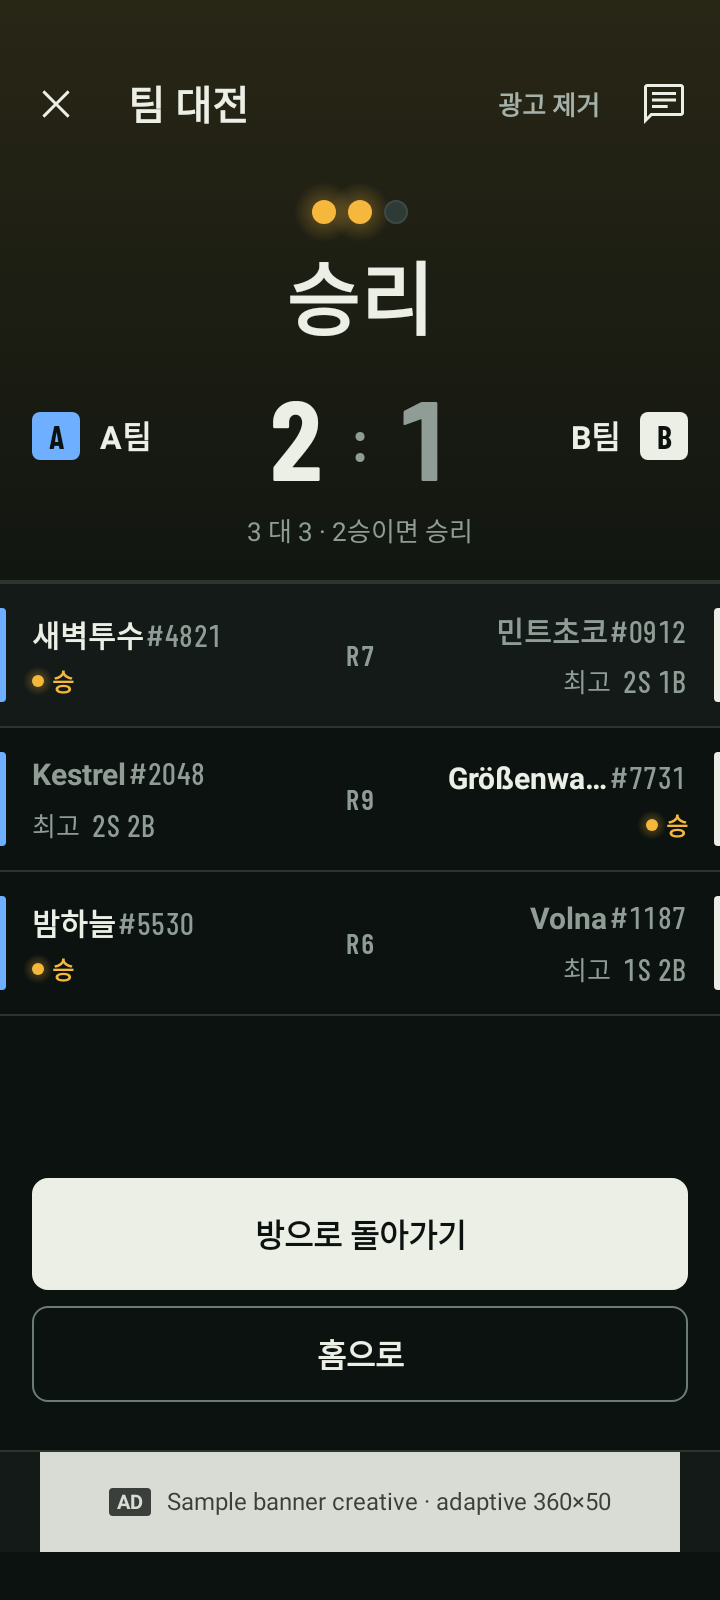 팀 대전
광고 제거
승리
A A팀 2 : 1 B팀 B
3 대 3 · 2승이면 승리
새벽투수#4821 R7 민트초코#0912
승 최고 2S 1B
Kestrel#2048 R9 Größenwa...#7731
최고 2S 2B 승
밤하늘#5530 R6 Volna#1187
승 최고 1S 2B
방으로 돌아가기
홈으로
AD Sample banner creative · adaptive 360×50